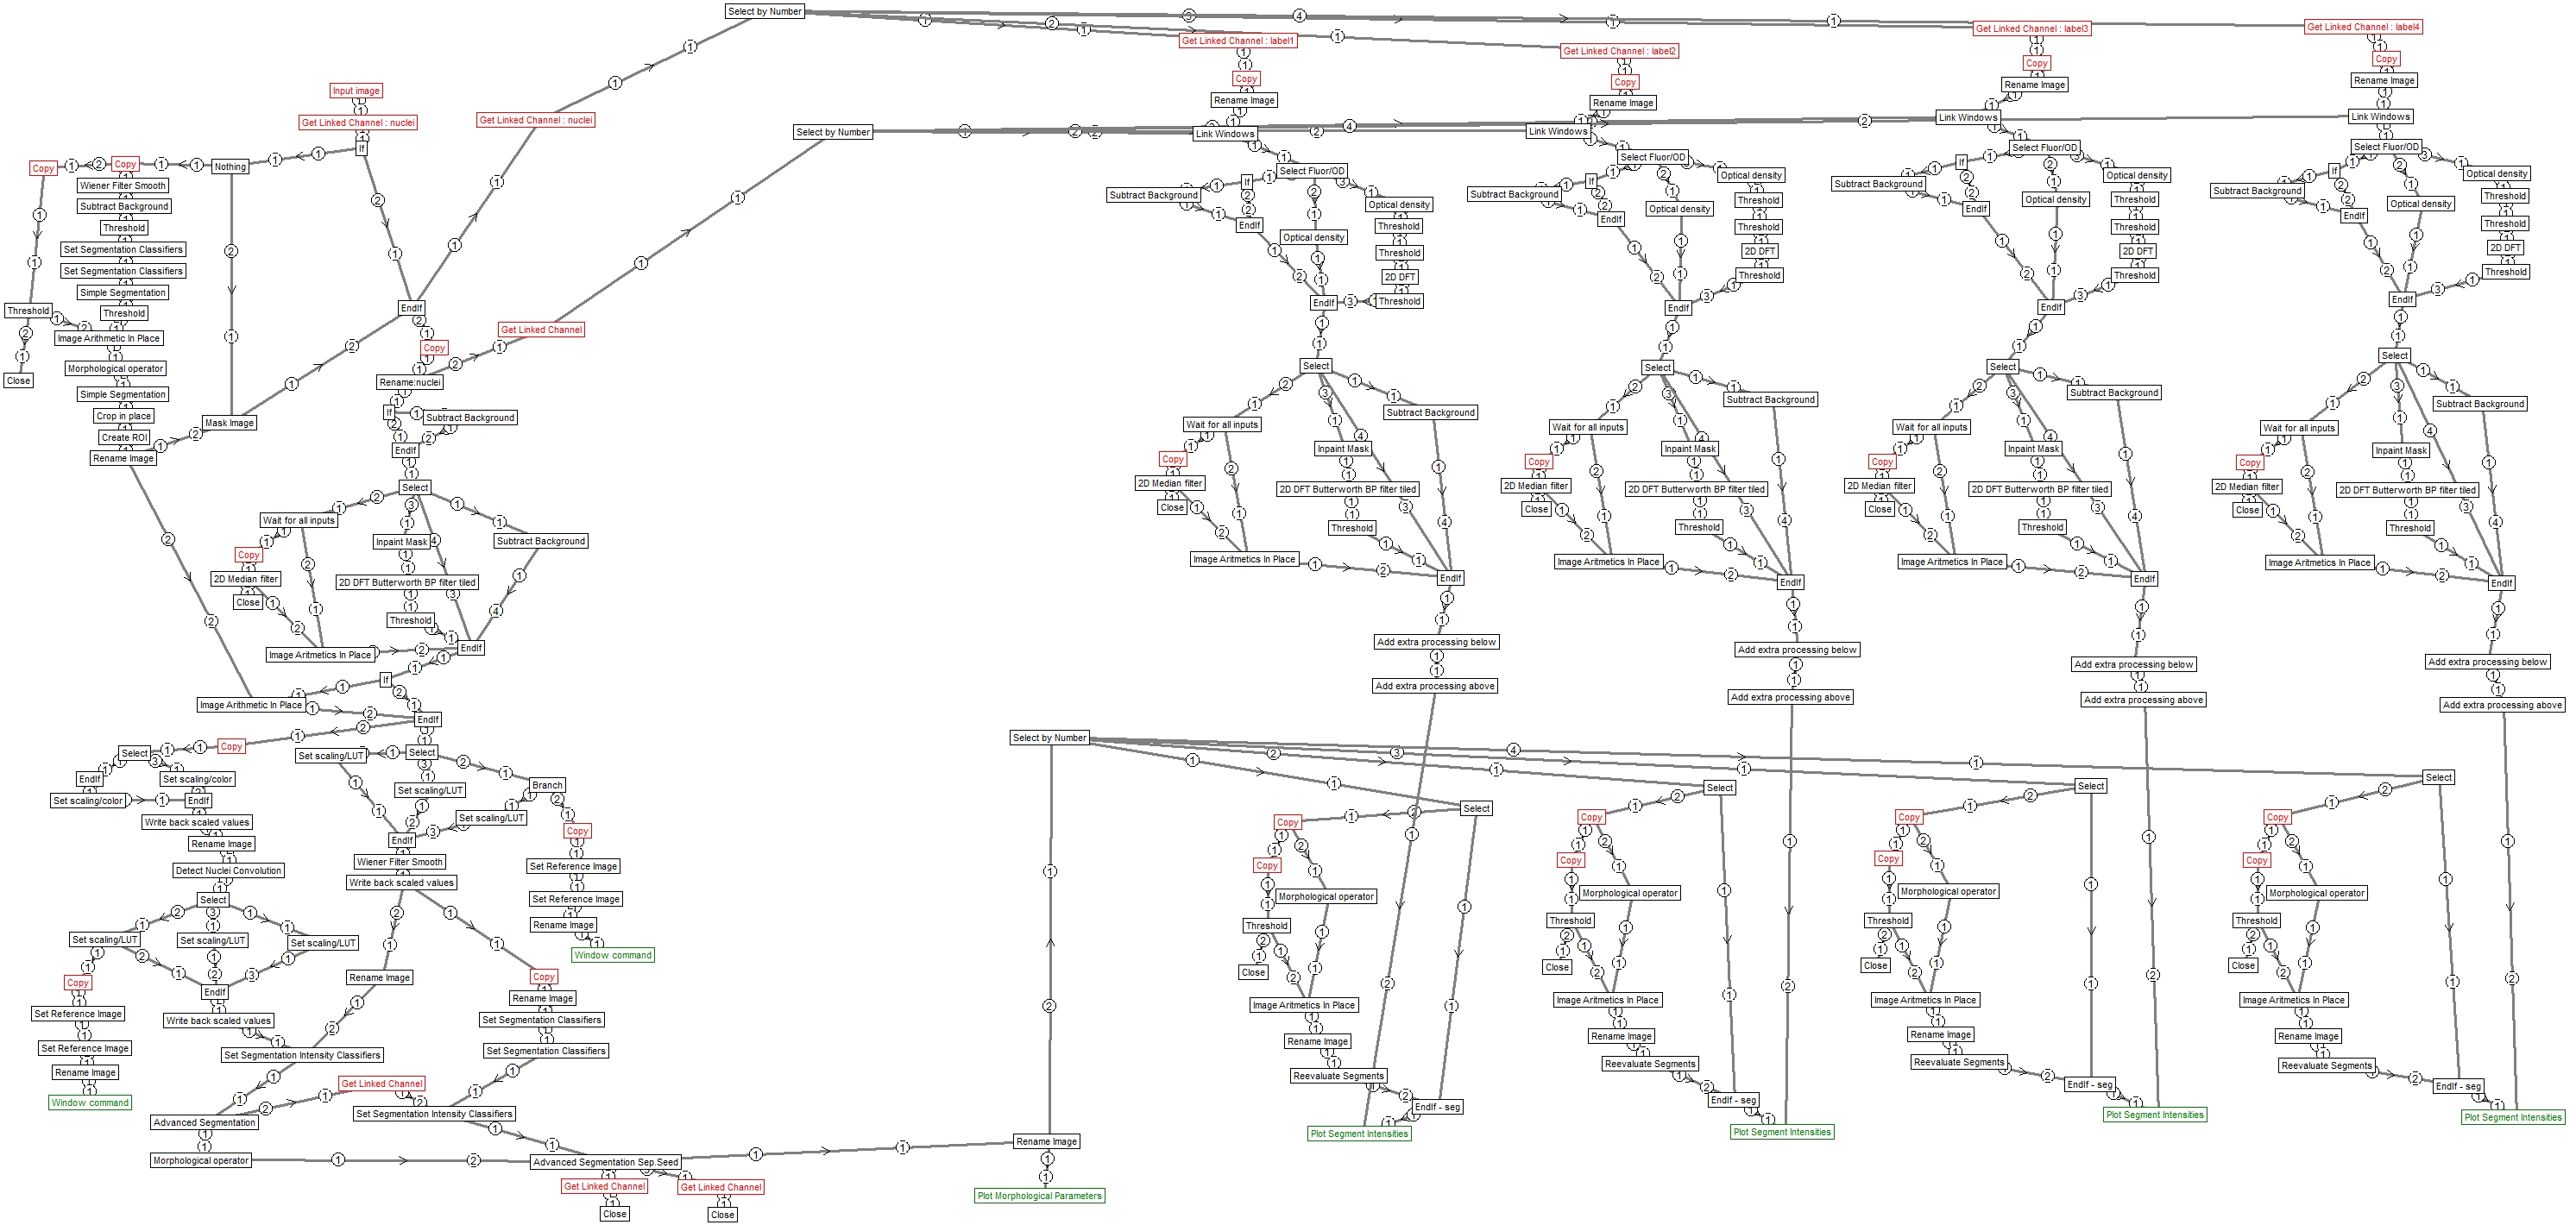 Select by Number
Input image
Get Linked Channel : nuclei
If
Nothing
Copy
Copy
Wiener Filter Smooth
Subtract Background
Threshold
Set Segmentation Classifiers
Set Segmentation Classifiers
Simple Segmentation
Threshold
Threshold
Image Arithmetic In Place
Close
Morphological operator
Simple Segmentation
Crop in place
Create ROI
Rename Image
Mask Image
Get Linked Channel : nuclei
Select by Number
EndIf
Get Linked Channel
Copy
Rename:nuclei
If
Subtract Background
EndIf
Select
Wait for all inputs
Copy
2D Median filter
Close
Inpaint Mask
2D DFT Butterworth BP filter tiled
Threshold
Subtract Background
Image Aritmetics In Place
EndIf
If
Image Arithmetic In Place
EndIf
Copy
Select
EndIf
Set scaling/color
Set scaling/color
EndIf
Write back scaled values
Rename Image
Detect Nuclei Convolution
Select
Set scaling/LUT
Set scaling/LUT
Set scaling/LUT
Copy
EndIf
Set Reference Image
Write back scaled values
Set Reference Image
Rename Image
Window command
Set scaling/LUT
Select
Set scaling/LUT
Branch
Set scaling/LUT
EndIf
Copy
Wiener Filter Smooth
Write back scaled values
Set Reference Image
Set Reference Image
Rename Image
Window command
Rename Image
Copy
Rename Image
Set Segmentation Classifiers
Set Segmentation Classifiers
Set Segmentation Intensity Classifiers
Get Linked Channel
Set Segmentation Intensity Classifiers
Advanced Segmentation
Morphological operator
Advanced Segmentation Sep.Seed
Get Linked Channel
Get Linked Channel
Close
Close
Rename Image
Plot Morphological Parameters
Select by Number
Get Linked Channel : label1
Copy
Rename Image
Link Windows
Select Fluor/OD
If
Subtract Background
EndIf
Optical density
Optical density
Threshold
Threshold
2D DFT
Threshold
EndIf
Select
Subtract Background
Wait for all inputs
Copy
2D Median filter
Close
Inpaint Mask
2D DFT Butterworth BP filter tiled
Threshold
Image Aritmetics In Place
EndIf
Add extra processing below
Add extra processing above
Select
Copy
Copy
Morphological operator
Threshold
Close
Image Aritmetics In Place
Rename Image
Reevaluate Segments
EndIf - seg
Plot Segment Intensities
Get Linked Channel : label2
Copy
Rename Image
Link Windows
Select Fluor/OD
If
Subtract Background
EndIf
Optical density
Optical density
Threshold
Threshold
2D DFT
Threshold
EndIf
Select
Subtract Background
Wait for all inputs
Copy
2D Median filter
Close
Inpaint Mask
2D DFT Butterworth BP filter tiled
Threshold
Image Aritmetics In Place
EndIf
Add extra processing below
Add extra processing above
Select
Copy
Copy
Morphological operator
Threshold
Close
Image Aritmetics In Place
Rename Image
Reevaluate Segments
EndIf - seg
Plot Segment Intensities
Get Linked Channel : label3
Copy
Rename Image
Link Windows
Select Fluor/OD
If
Subtract Background
EndIf
Optical density
Optical density
Threshold
Threshold
2D DFT
Threshold
EndIf
Select
Subtract Background
Wait for all inputs
Copy
2D Median filter
Close
Inpaint Mask
2D DFT Butterworth BP filter tiled
Threshold
Image Aritmetics In Place
EndIf
Add extra processing below
Add extra processing above
Select
Copy
Copy
Morphological operator
Threshold
Close
Image Aritmetics In Place
Rename Image
Reevaluate Segments
EndIf - seg
Plot Segment Intensities
Get Linked Channel : label4
Copy
Rename Image
Link Windows
Select Fluor/OD
If
Subtract Background
EndIf
Optical density
Optical density
Threshold
Threshold
2D DFT
Threshold
EndIf
Select
Subtract Background
Wait for all inputs
Copy
2D Median filter
Close
Inpaint Mask
2D DFT Butterworth BP filter tiled
Threshold
Image Aritmetics In Place
EndIf
Add extra processing below
Add extra processing above
Select
Copy
Copy
Morphological operator
Threshold
Close
Image Aritmetics In Place
Rename Image
Reevaluate Segments
EndIf - seg
Plot Segment Intensities